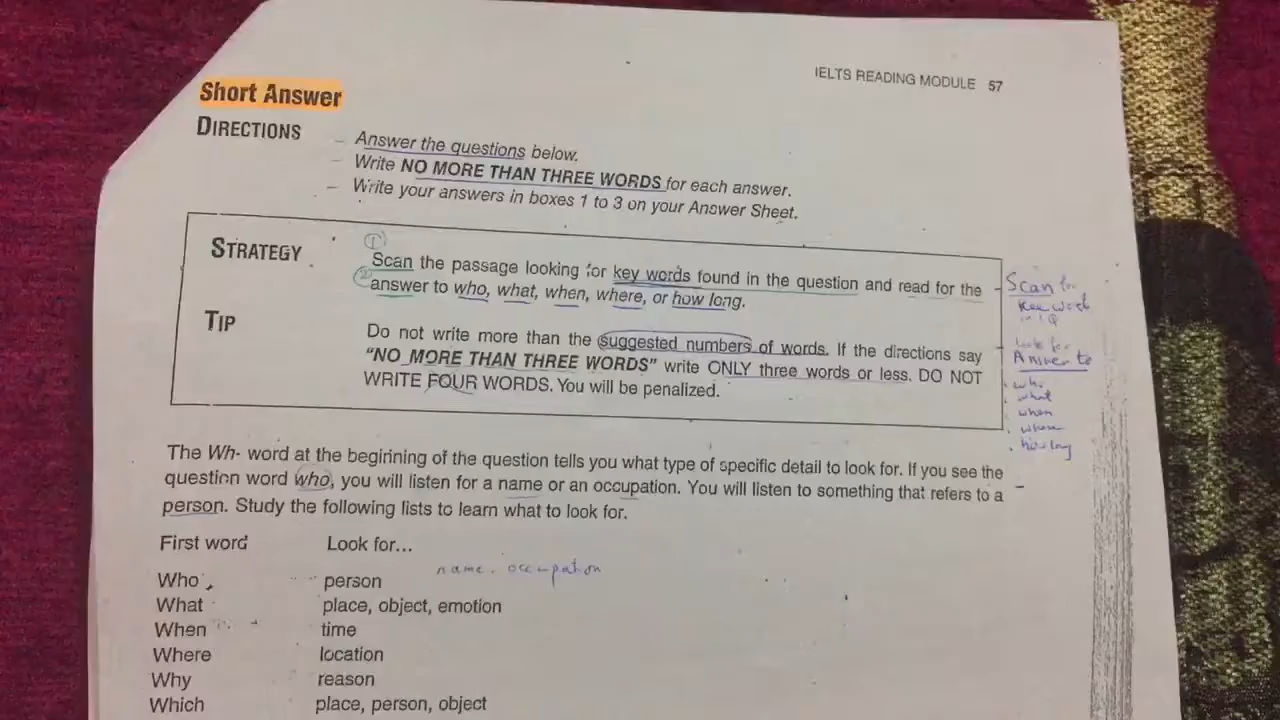 IELTS READING MODULE 57
Short Answer
DIRECTIONS
Answer the questions below.
Write NO MORE THAN THREE WORDS for each answer.
Write your answers in boxes 1 to 3 on your Answer Sheet.
STRATEGY
1
Scan the passage looking for key words found in the question and read for the
2
answer to who, what, when, where, or how long.
TIP
Do not write more than the suggested numbers of words. If the directions say
"NO MORE THAN THREE WORDS" write ONLY three words or less. DO NOT
WRITE FOUR WORDS. You will be penalized.
Scan for
Key word
in Q
look for
Answer to
who
what
when
where
how long
The Wh- word at the beginning of the question tells you what type of specific detail to look for. If you see the
question word who, you will listen for a name or an occupation. You will listen to something that refers to a
person. Study the following lists to learn what to look for.
First word Look for...
name - occupation
Who person
What place, object, emotion
When time
Where location
Why reason
Which place, person, object